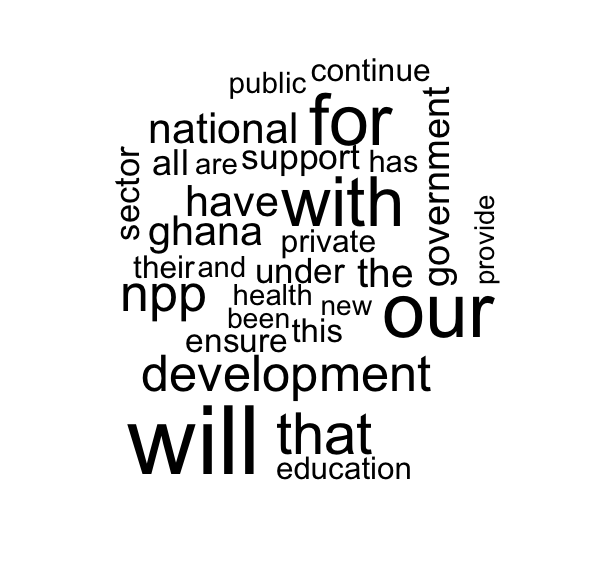 public continue
national for
all are support has
sector
government
have with
provide
ghana private
their and under the
npp health new our
been this
ensure
development
will that
education